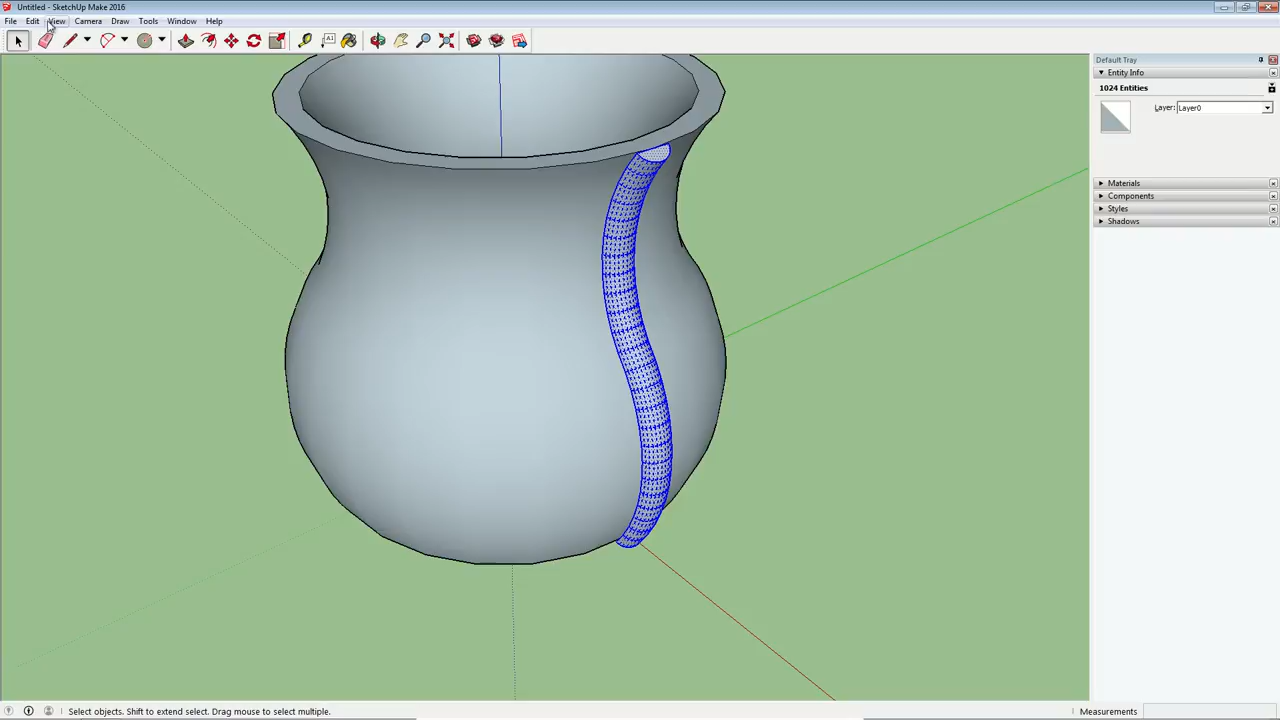 Untitled - SketchUp Make 2016
File Edit View Camera Draw Tools Window Help
Default Tray
Entity Info
1024 Entities
Layer: Layer0
Materials
Components
Styles
Shadows
Select objects. Shift to extend select. Drag mouse to select multiple.
Measurements